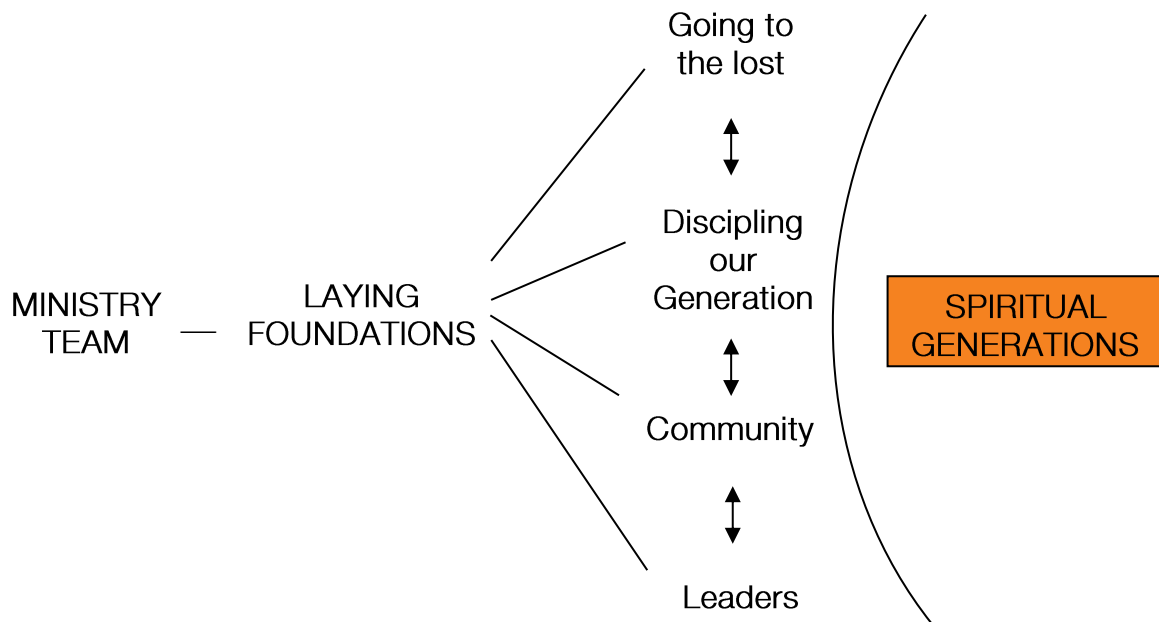 MINISTRY
TEAM
LAYING
FOUNDATIONS
Going to
the lost
Discipling
our
Generation
Community
Leaders
SPIRITUAL
GENERATIONS